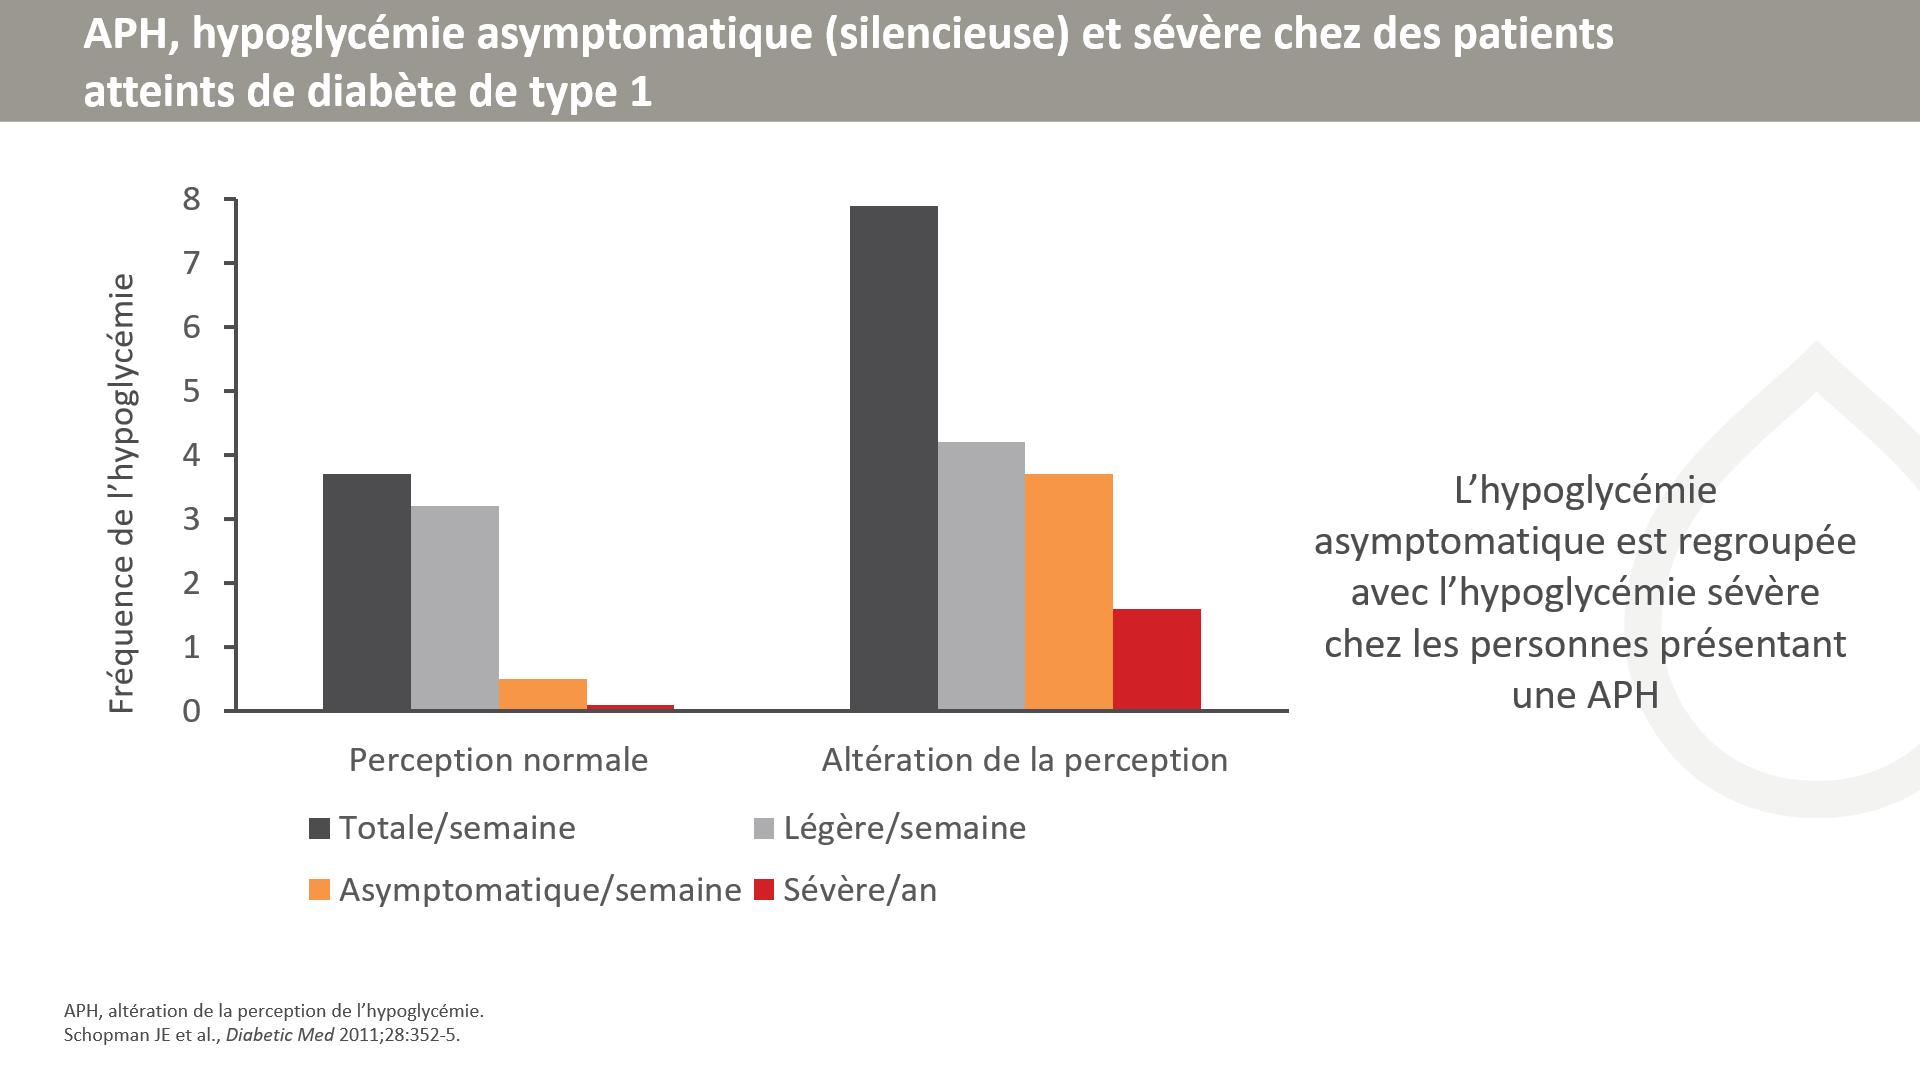 APH, hypoglycémie asymptomatique (silencieuse) et sévère chez des patients
atteints de diabète de type 1
8
7
6
5
4
3
2
1
0
Fréquence de l’hypoglycémie
Perception normale
Altération de la perception
Totale/semaine
Légère/semaine
Asymptomatique/semaine
Sévère/an
L’hypoglycémie
asymptomatique est regroupée
avec l’hypoglycémie sévère
chez les personnes présentant
une APH
APH, altération de la perception de l’hypoglycémie.
Schopman JE et al., Diabetic Med 2011;28:352-5.